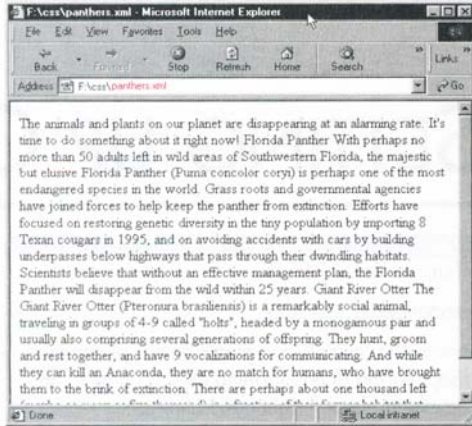 F:\css\panthers.xml - Microsoft Internet Explorer
File Edit View Favorites Tools Help
Back Forward Stop Refresh Home Search Links
Address F:\css\panthers.xml Go
The animals and plants on our planet are disappearing at an alarming rate. It's
time to do something about it right now! Florida Panther With perhaps no
more than 50 adults left in wild areas of Southwestern Florida, the majestic
but elusive Florida Panther (Puma concolor coryi) is perhaps one of the most
endangered species in the world. Grass roots and governmental agencies
have joined forces to help keep the panther from extinction. Efforts have
focused on restoring genetic diversity in the tiny population by importing 8
Texan cougars in 1995, and on avoiding accidents with cars by building
underpasses below highways that pass through their dwindling habitats.
Scientists believe that without an effective management plan, the Florida
Panther will disappear from the wild within 25 years. Giant River Otter The
Giant River Otter (Pteronura brasiliensis) is a remarkably social animal,
traveling in groups of 4-9 called "holts", headed by a monogamous pair and
usually also comprising several generations of offspring. They hunt, groom
and rest together, and have 9 vocalizations for communicating. And while
they can kill an Anaconda, they are no match for humans, who have brought
them to the brink of extinction. There are perhaps about one thousand left
Done Local intranet